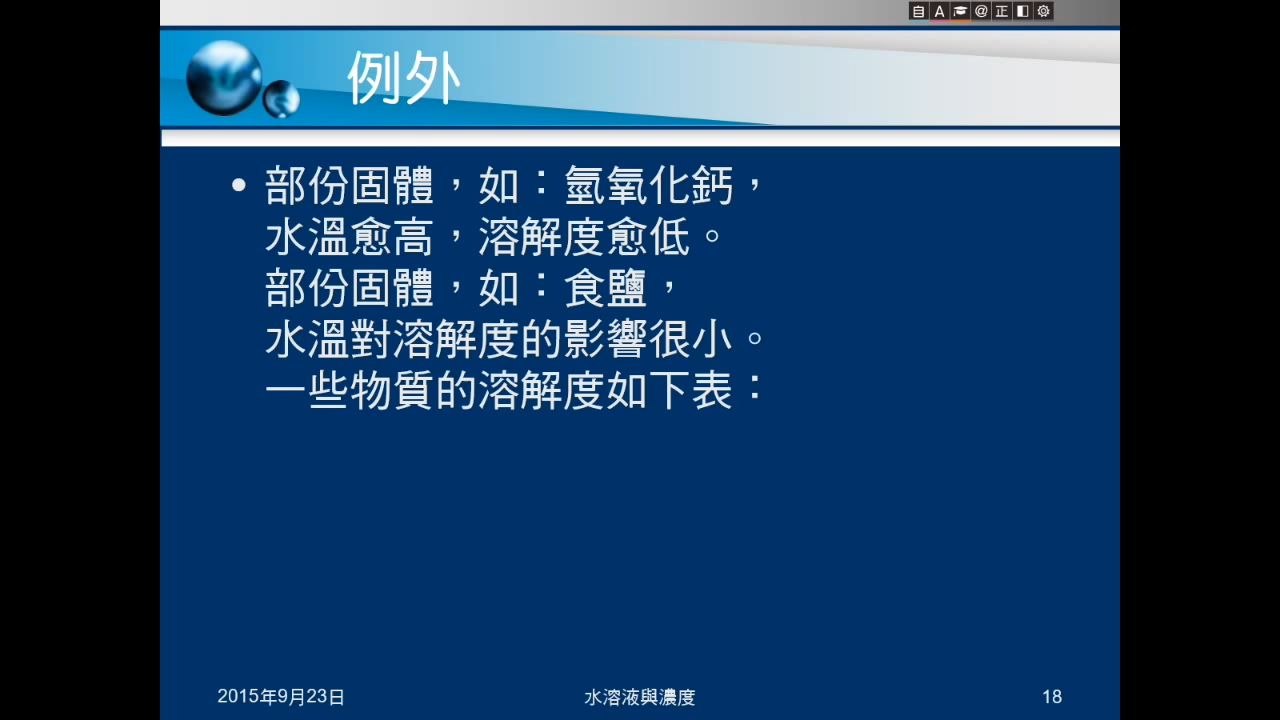 自 A @ 正
例外
• 部份固體，如：氫氧化鈣，
水溫愈高，溶解度愈低。
部份固體，如：食鹽，
水溫對溶解度的影響很小。
一些物質的溶解度如下表：
2015年9月23日 水溶液與濃度 18